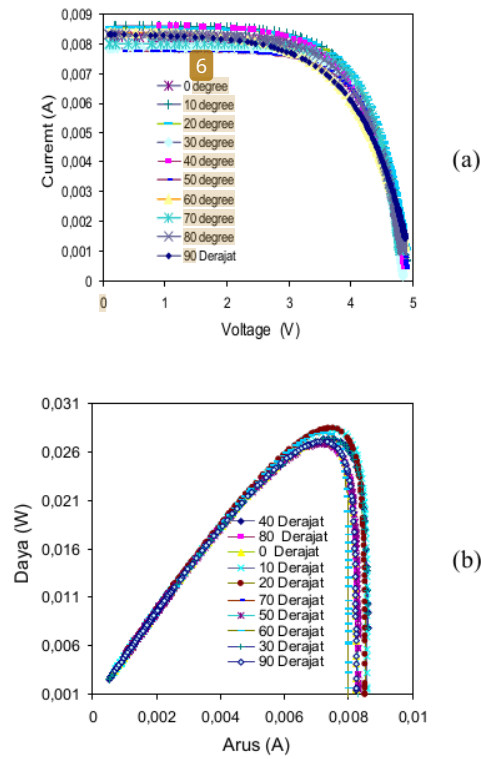 0,009
0,008
0,007
0,006
0,005
0,004
0,003
0,002
0,001
0
Curremt (A)
6
0 degree
10 degree
20 degree
30 degree
40 degree
50 degree
60 degree
70 degree
80 degree
90 Derajat
0 1 2 3 4 5
Voltage (V)
(a)
0,031
0,026
0,021
0,016
0,011
0,006
0,001
Daya (W)
40 Derajat
80 Derajat
0 Derajat
10 Derajat
20 Derajat
70 Derajat
50 Derajat
60 Derajat
30 Derajat
90 Derajat
0 0,002 0,004 0,006 0,008 0,01
Arus (A)
(b)